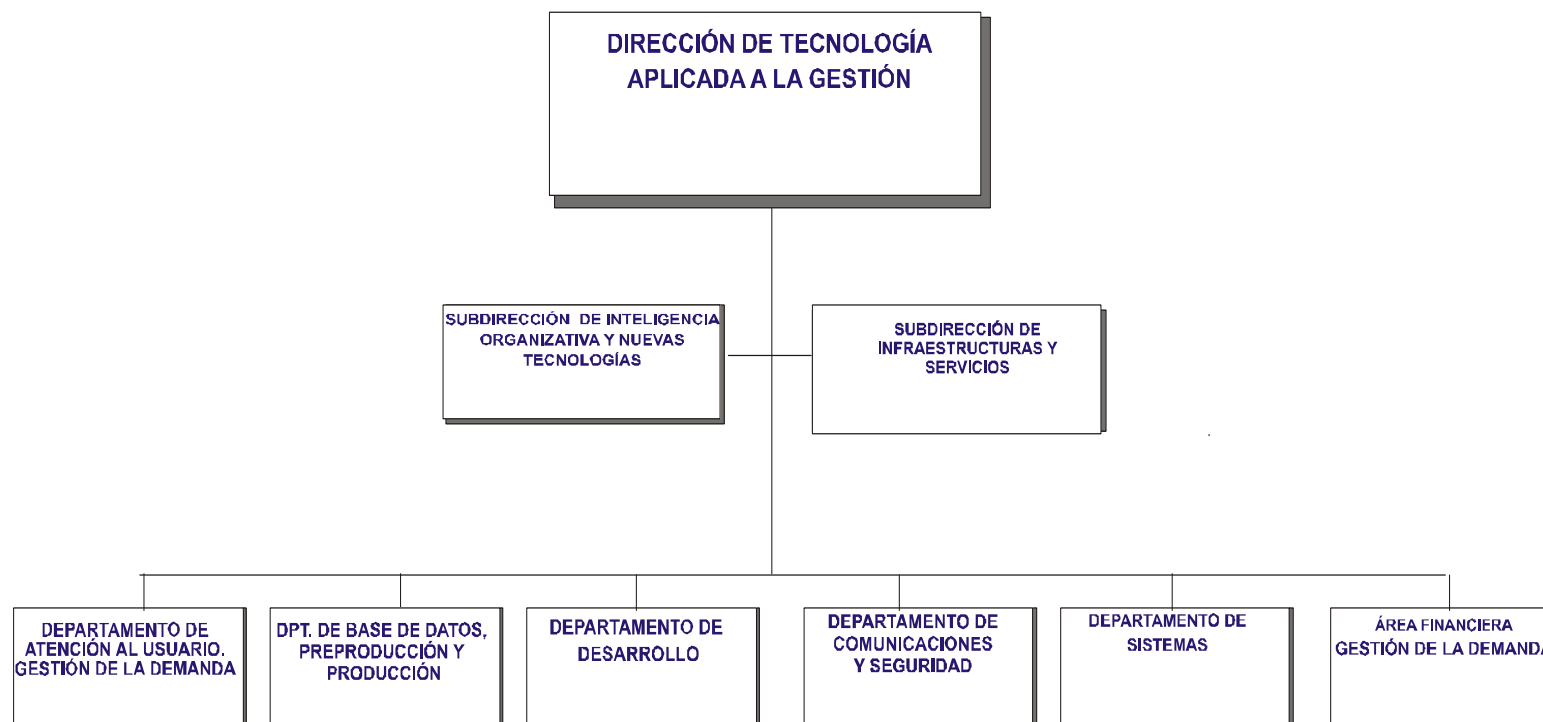 DIRECCIÓN DE TECNOLOGÍA
APLICADA A LA GESTIÓN
SUBDIRECCIÓN DE INTELIGENCIA
ORGANIZATIVA Y NUEVAS
TECNOLOGÍAS
SUBDIRECCIÓN DE
INFRAESTRUCTURAS Y
SERVICIOS
DEPARTAMENTO DE
ATENCIÓN AL USUARIO.
GESTIÓN DE LA DEMANDA
DPT. DE BASE DE DATOS,
PREPRODUCCIÓN Y
PRODUCCIÓN
DEPARTAMENTO DE
DESARROLLO
DEPARTAMENTO DE
COMUNICACIONES
Y SEGURIDAD
DEPARTAMENTO DE
SISTEMAS
ÁREA FINANCIERA
GESTIÓN DE LA DEMANDA